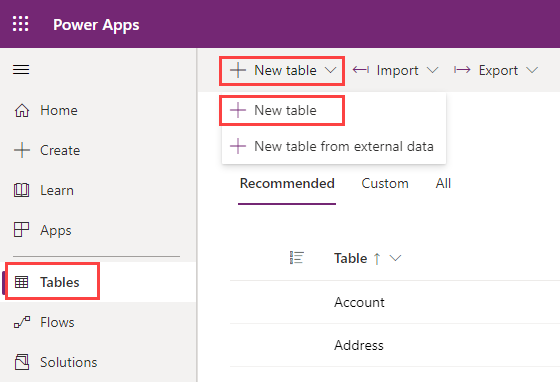 Power Apps
New table
Import
Export
Home
New table
Create
New table from external data
Learn
Recommended
Custom
All
Apps
Table
Tables
Account
Flows
Address
Solutions